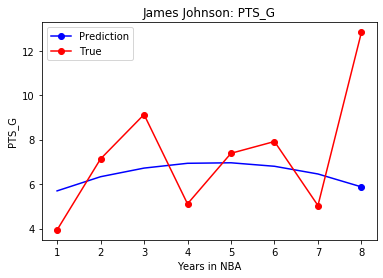 James Johnson: PTS_G
Prediction
True
12
10
8
6
4
PTS_G
1 2 3 4 5 6 7 8
Years in NBA